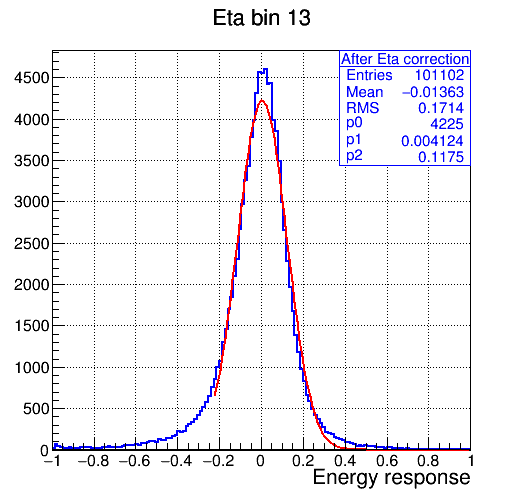 Eta bin 13
After Eta correction
Entries 101102
Mean −0.01363
RMS 0.1714
p0 4225
p1 0.004124
p2 0.1175
4500
4000
3500
3000
2500
2000
1500
1000
500
0
−1 −0.8 −0.6 −0.4 −0.2 0 0.2 0.4 0.6 0.8 1
Energy response